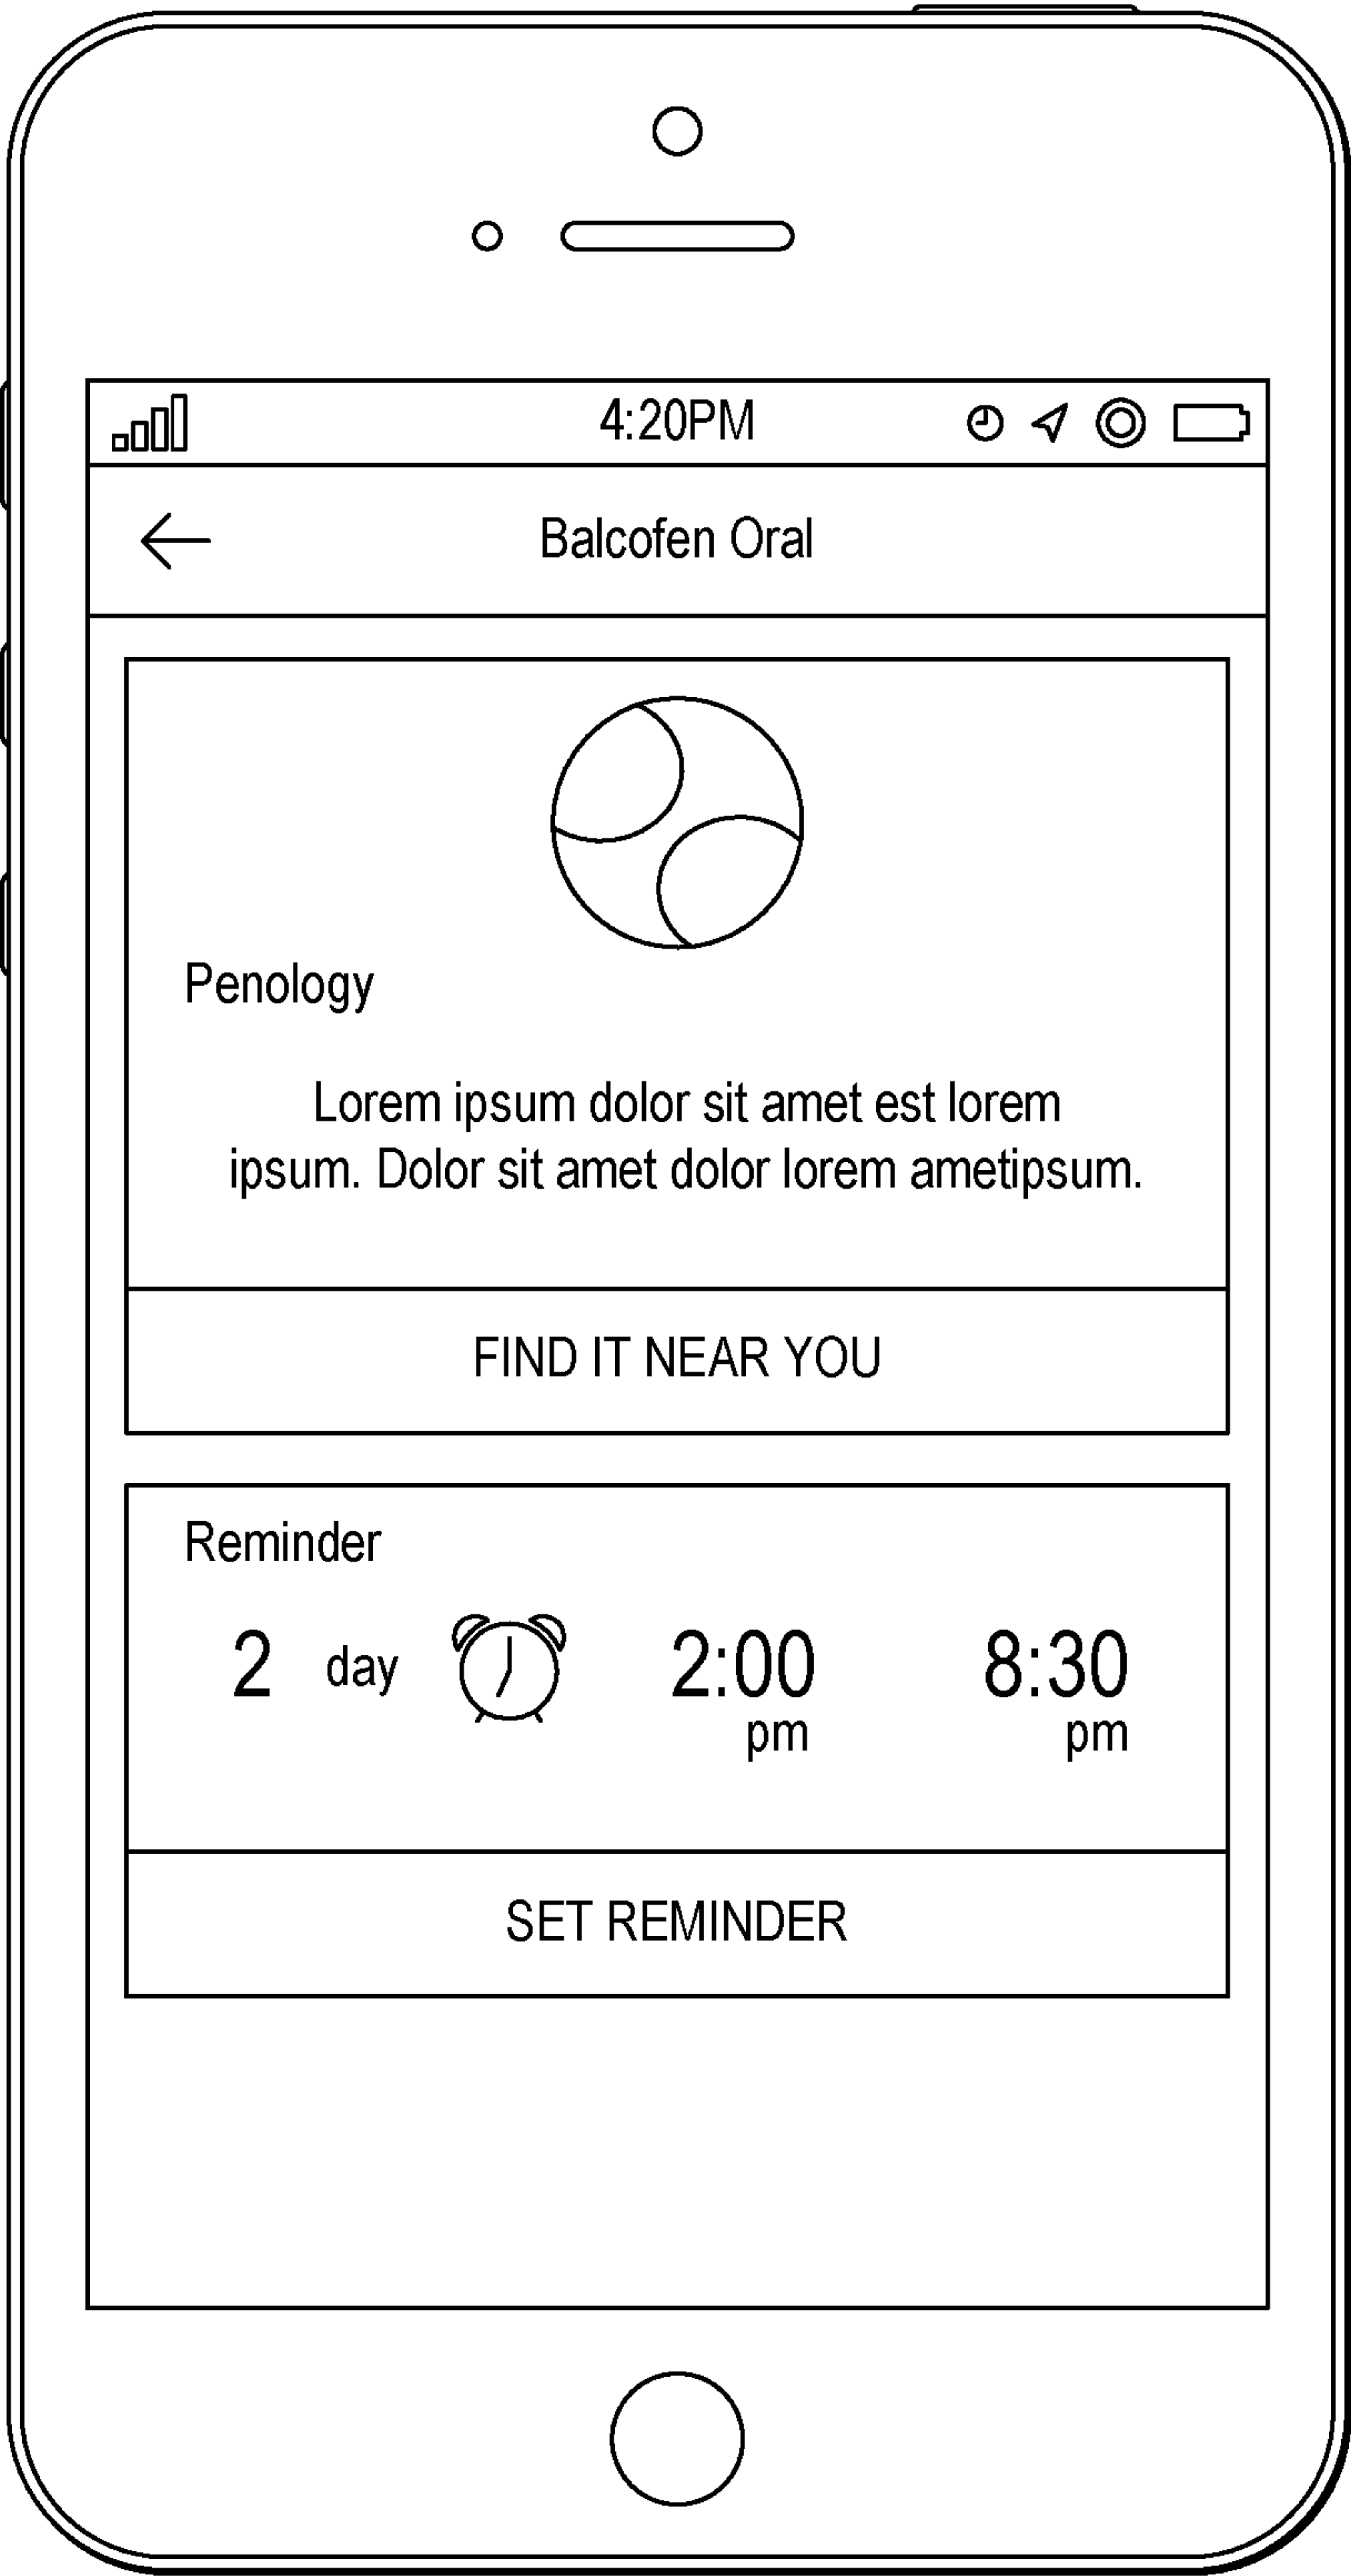 4:20PM
Balcofen Oral
Penology
Lorem ipsum dolor sit amet est lorem
ipsum. Dolor sit amet dolor lorem ametipsum.
FIND IT NEAR YOU
Reminder
2 day 2:00 8:30
pm pm
SET REMINDER